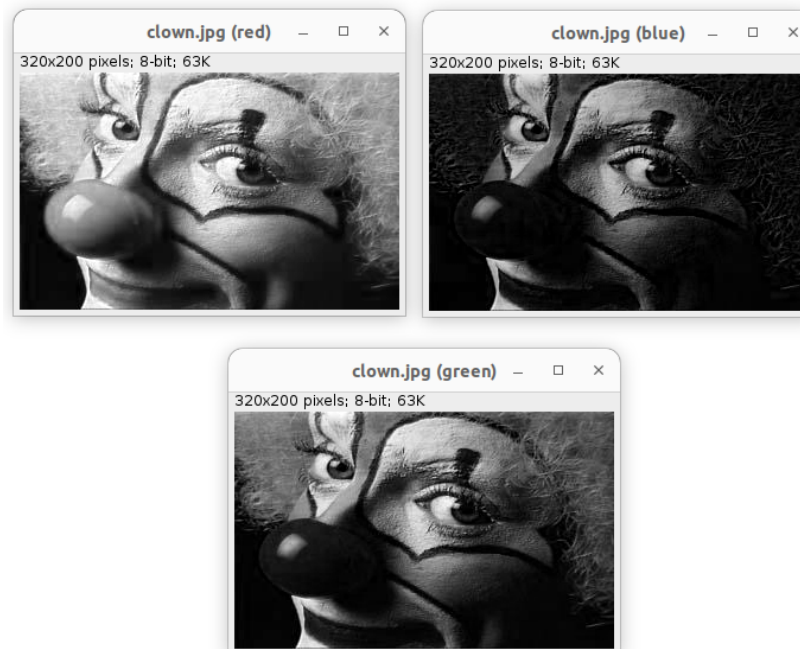 clown.jpg (red)
320x200 pixels; 8-bit; 63K
clown.jpg (blue)
320x200 pixels; 8-bit; 63K
clown.jpg (green)
320x200 pixels; 8-bit; 63K